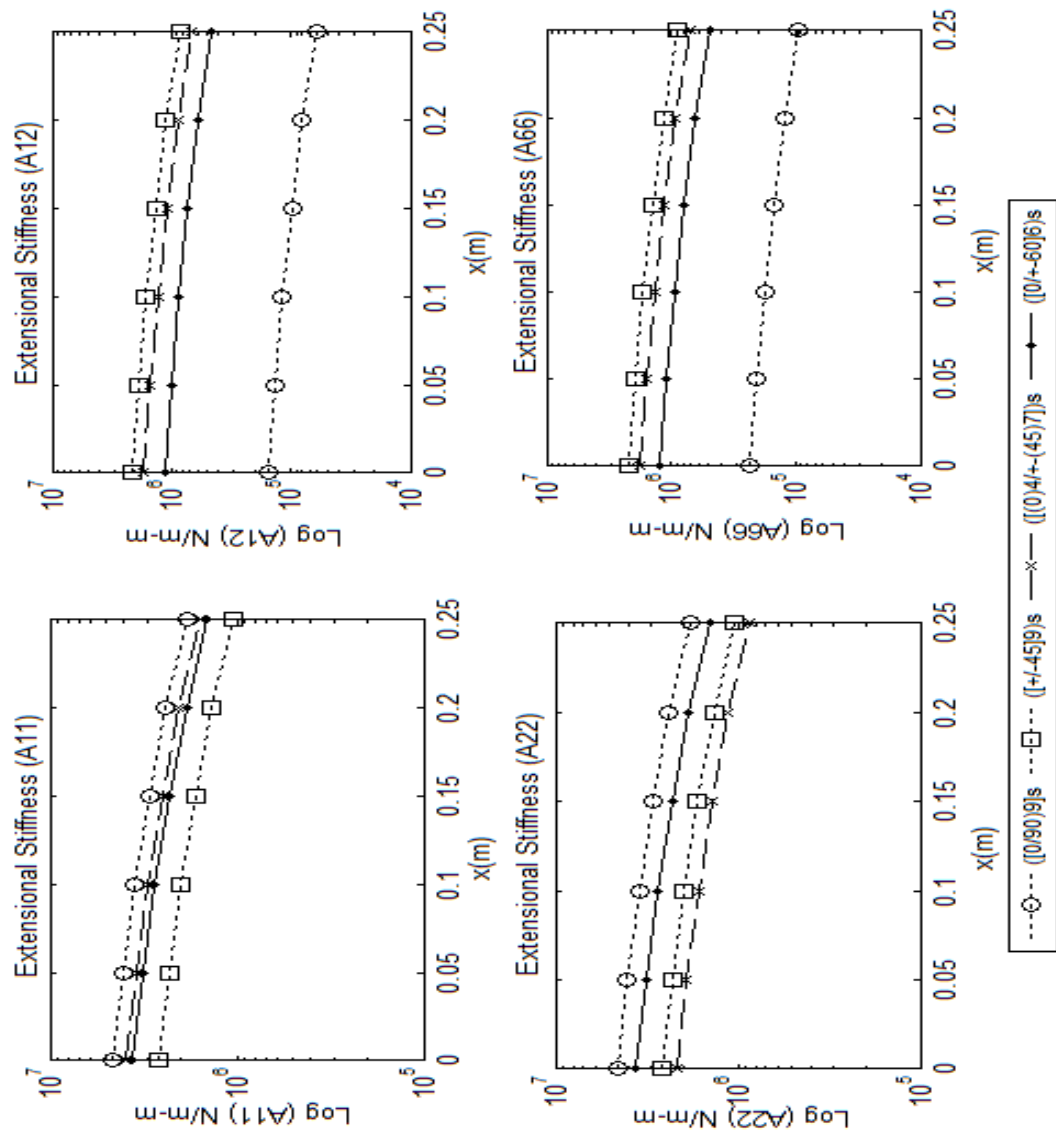 Extensional Stiffness (A11)
Log (A11) N/m-m
10^7
10^6
10^5
0 0.05 0.1 0.15 0.2 0.25
x(m)
Extensional Stiffness (A12)
Log (A12) N/m-m
10^7
10^6
10^5
10^4
0 0.05 0.1 0.15 0.2 0.25
x(m)
Extensional Stiffness (A22)
Log (A22) N/m-m
10^7
10^6
10^5
0 0.05 0.1 0.15 0.2 0.25
x(m)
Extensional Stiffness (A66)
Log (A66) N/m-m
10^7
10^6
10^5
10^4
0 0.05 0.1 0.15 0.2 0.25
x(m)
([0/90)9]s ([+/-45]9)s ([(0)4/+-(45)7])s ([0/+-60]6)s